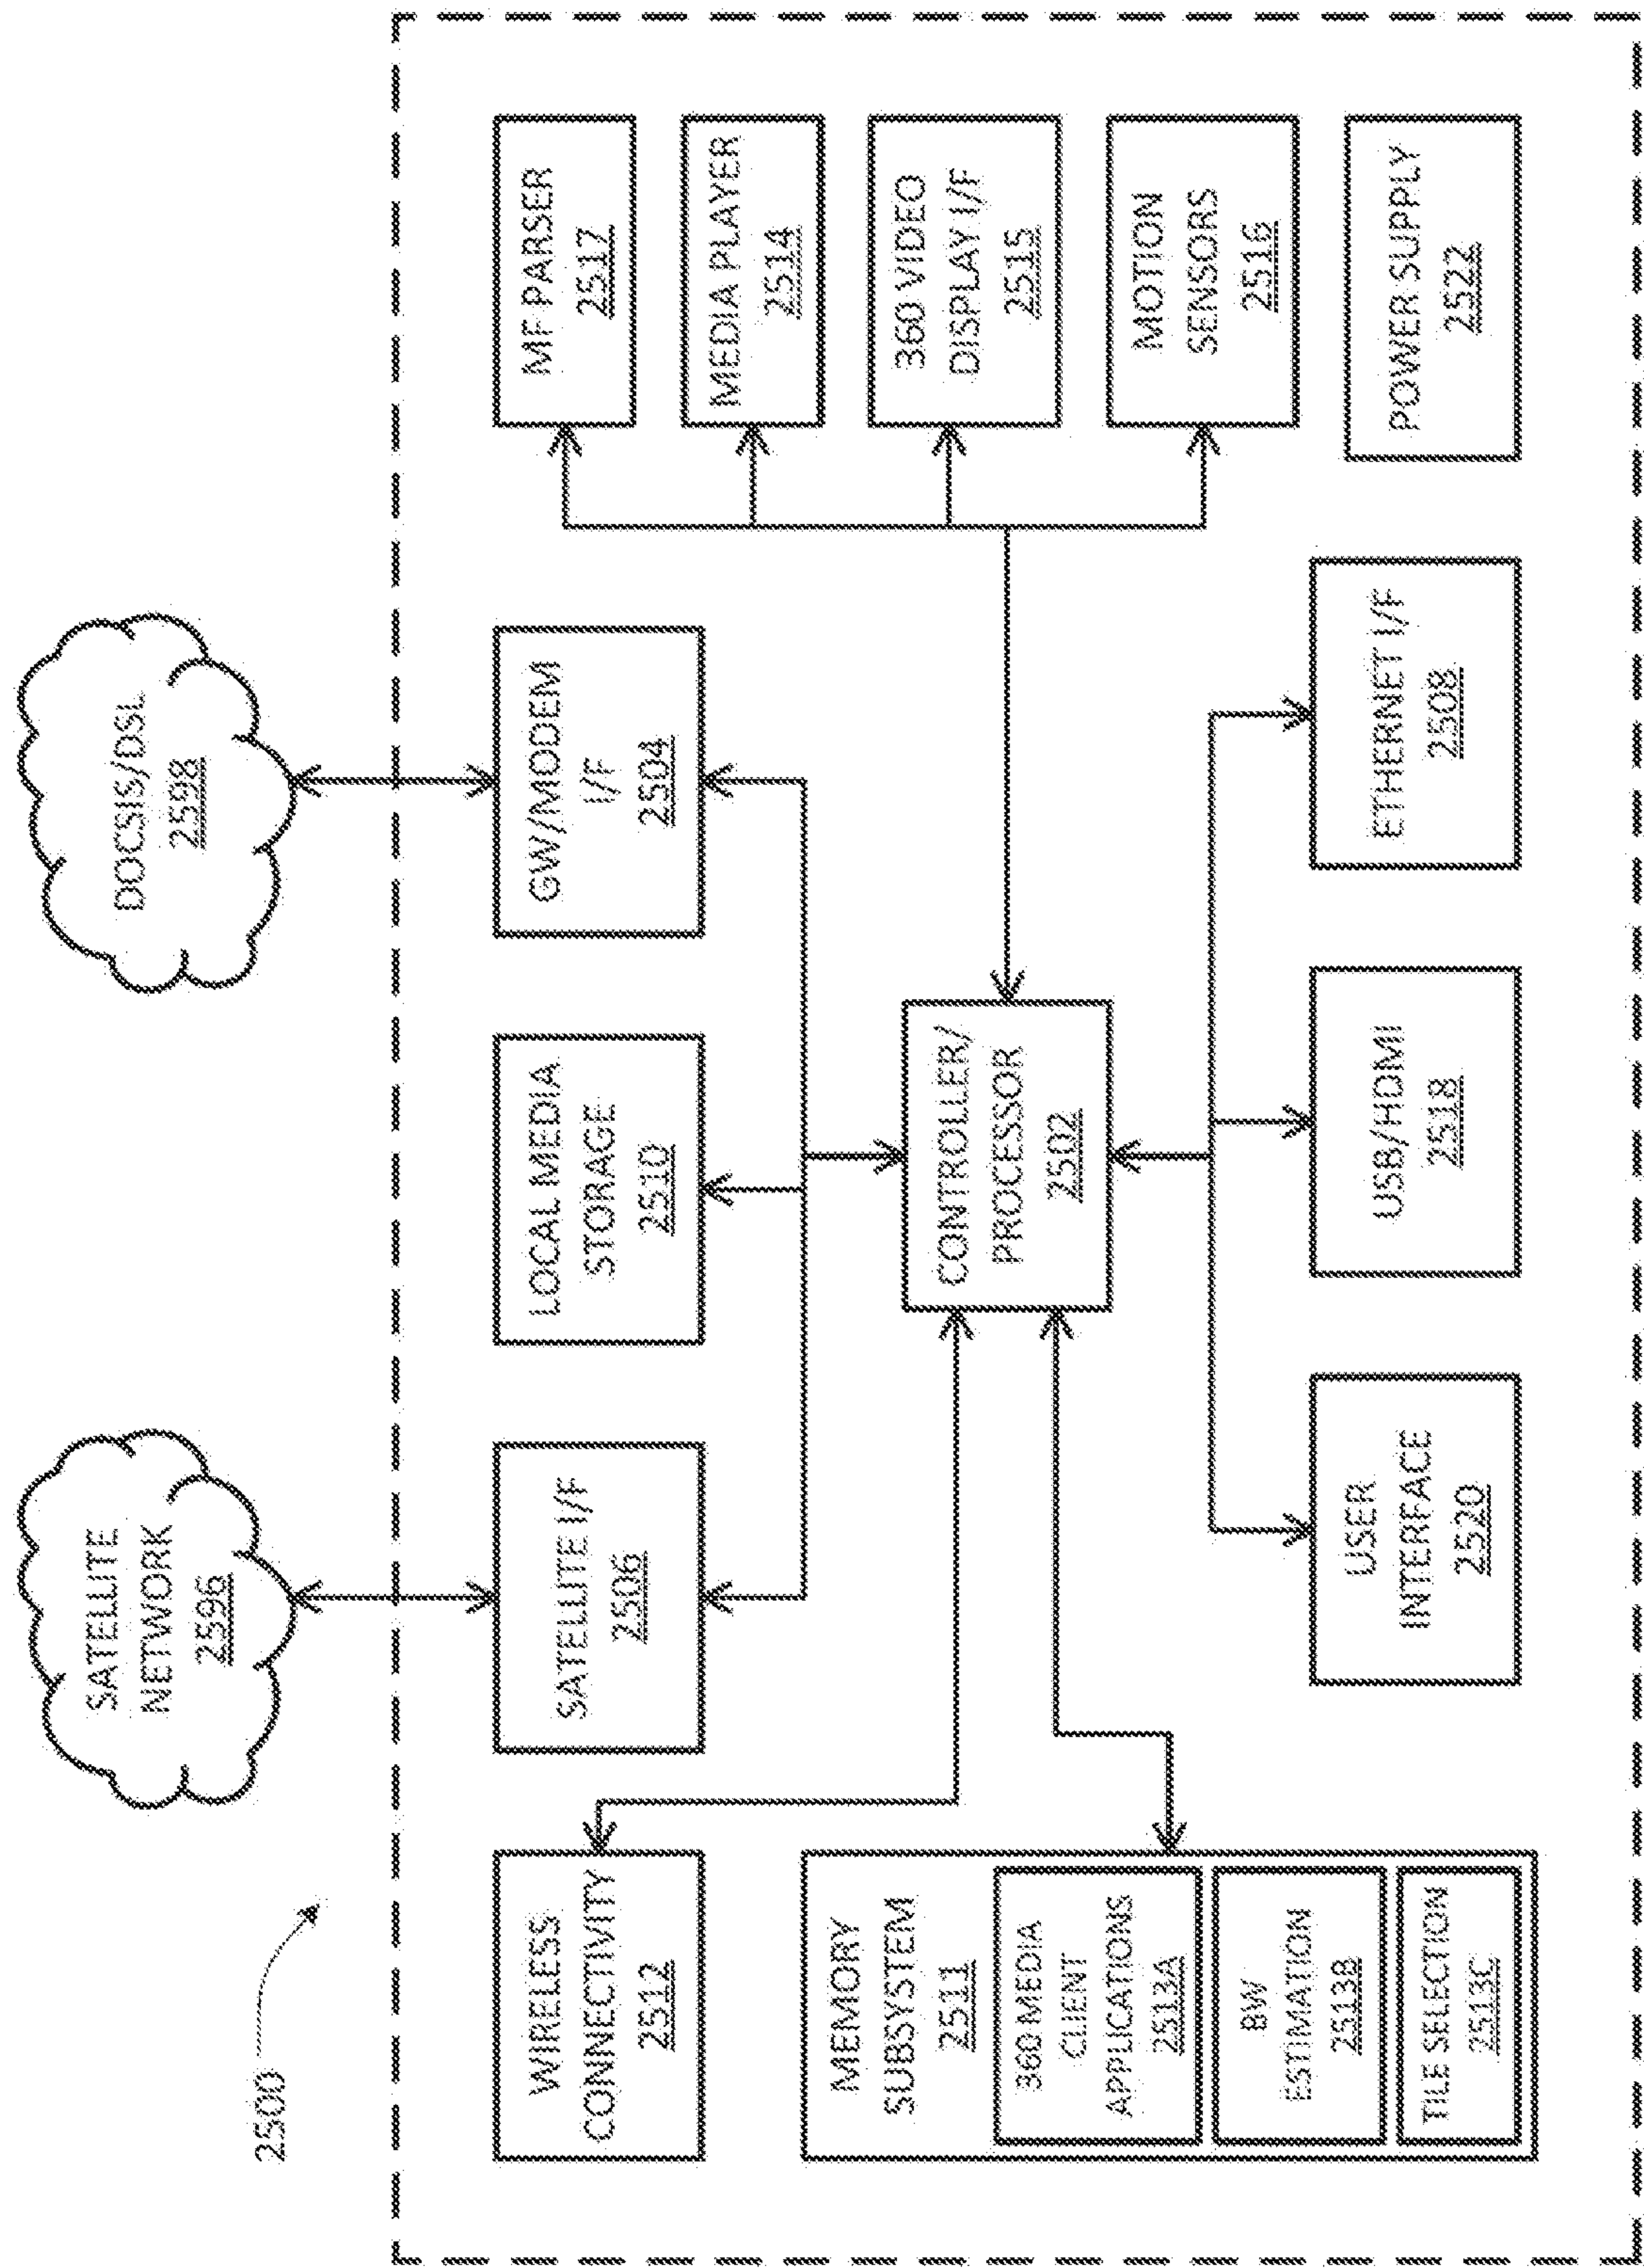 2500
SATELLITE
NETWORK
2596
DOCSIS/DSL
2598
WIRELESS
CONNECTIVITY
2512
SATELLITE I/F
2506
LOCAL MEDIA
STORAGE
2510
GW/MODEM
I/F
2504
MF PARSER
2517
MEDIA PLAYER
2514
360 VIDEO
DISPLAY I/F
2515
MOTION
SENSORS
2516
MEMORY
SUBSYSTEM
2511
360 MEDIA
CLIENT
APPLICATIONS
2513A
BW
ESTIMATION
2513B
TILE SELECTION
2513C
CONTROLLER/
PROCESSOR
2502
USER
INTERFACE
2520
USB/HDMI
2518
ETHERNET I/F
2508
POWER SUPPLY
2522